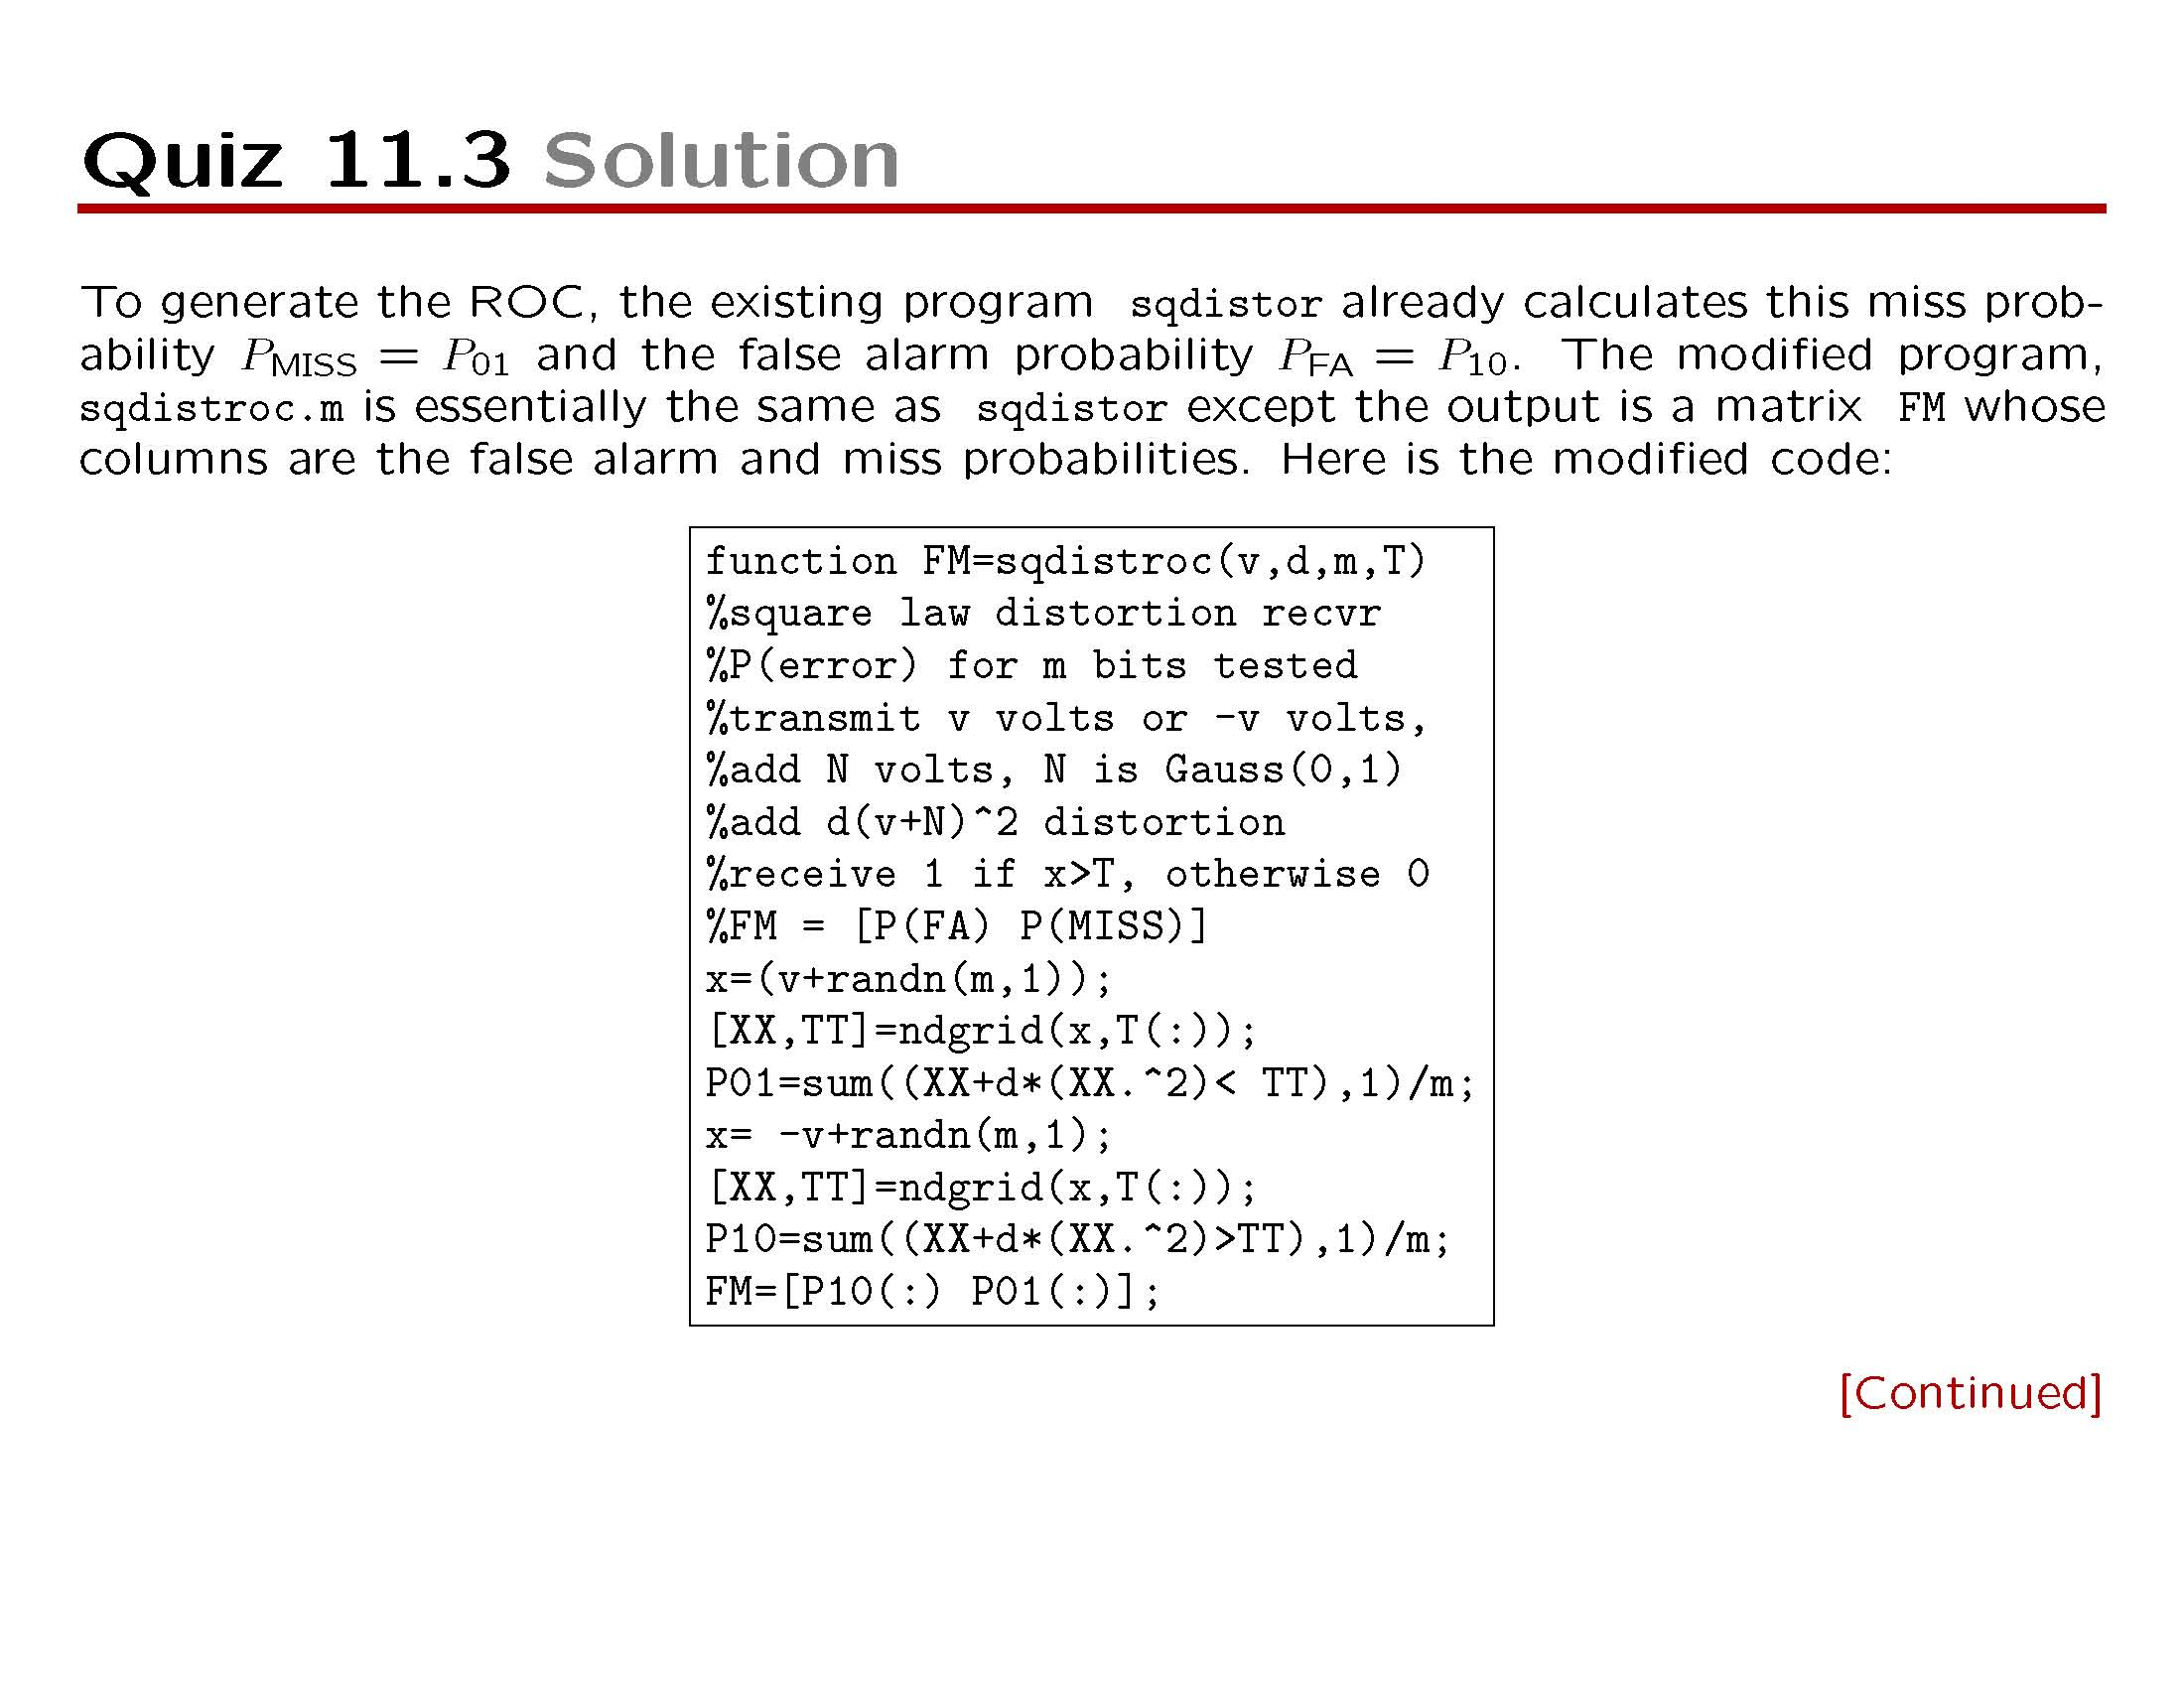 Quiz 11.3 Solution
To generate the ROC, the existing program sqdistor already calculates this miss prob-
ability P_MISS = P_01 and the false alarm probability P_FA = P_10. The modified program,
sqdistroc.m is essentially the same as sqdistor except the output is a matrix FM whose
columns are the false alarm and miss probabilities. Here is the modified code:
function FM=sqdistroc(v,d,m,T)
%square law distortion recvr
%P(error) for m bits tested
%transmit v volts or -v volts,
%add N volts, N is Gauss(0,1)
%add d(v+N)^2 distortion
%receive 1 if x>T, otherwise 0
%FM = [P(FA) P(MISS)]
x=(v+randn(m,1));
[XX,TT]=ndgrid(x,T(:));
P01=sum((XX+d*(XX.^2)< TT),1)/m;
x= -v+randn(m,1);
[XX,TT]=ndgrid(x,T(:));
P10=sum((XX+d*(XX.^2)>TT),1)/m;
FM=[P10(:) P01(:)];
[Continued]